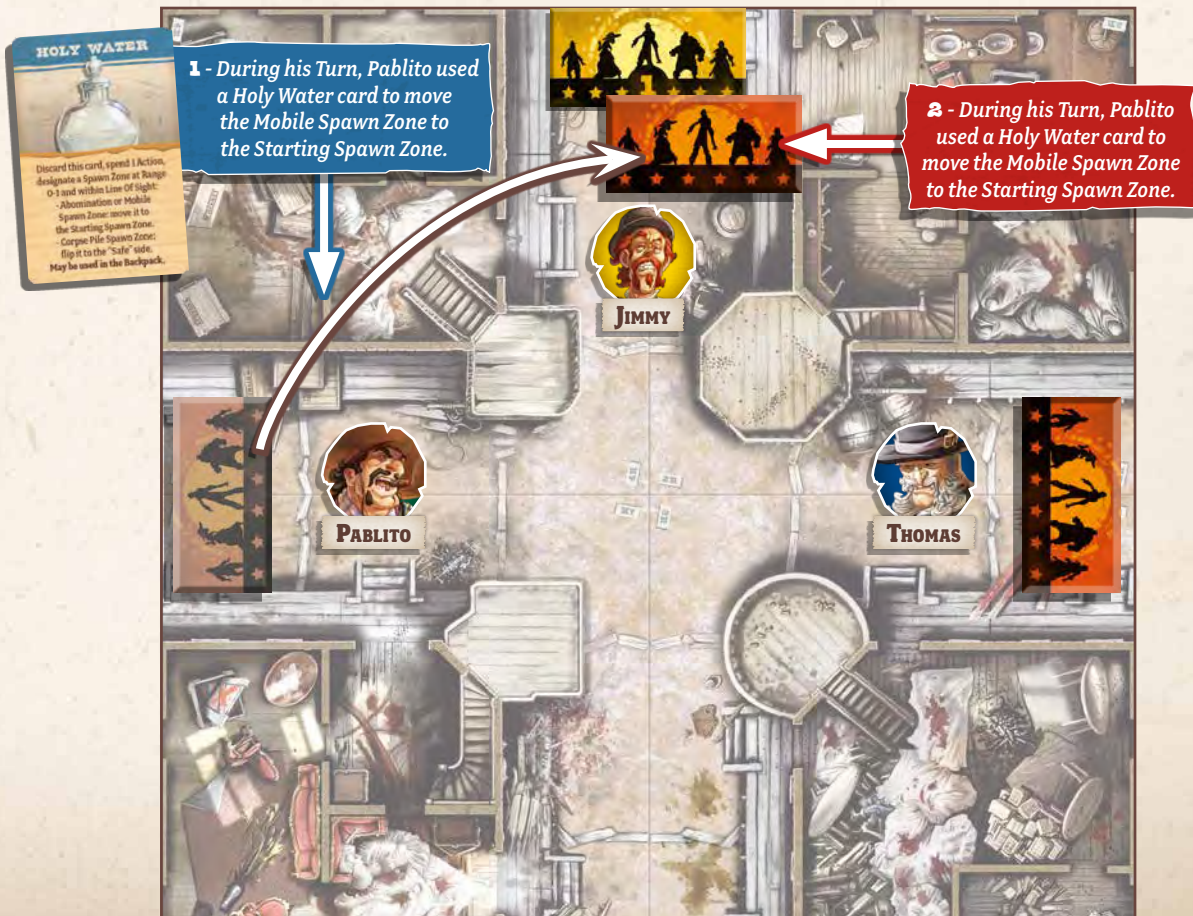 HOLY WATER
Discard this card, spend 1 Action,
designate a Spawn Zone at Range
0-1 and within Line Of Sight:
- Abomination or Mobile
Spawn Zone: move it to
the Starting Spawn Zone.
- Corpse Pile Spawn Zone:
flip it to the "Safe" side.
May be used in the Backpack.
1 - During his Turn, Pablito used
a Holy Water card to move
the Mobile Spawn Zone to
the Starting Spawn Zone.
1
2 - During his Turn, Pablito
used a Holy Water card to
move the Mobile Spawn Zone
to the Starting Spawn Zone.
JIMMY
PABLITO
THOMAS